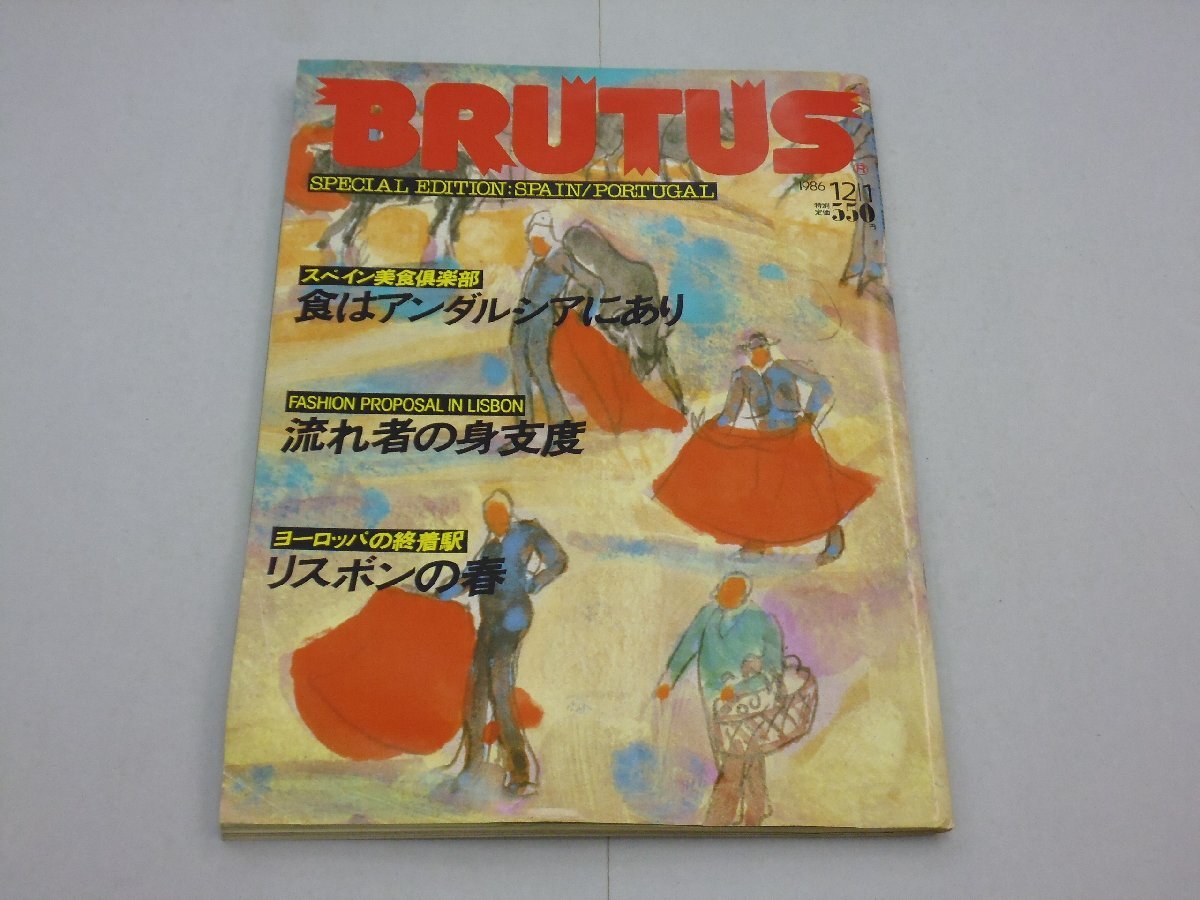 BRUTUS
SPECIAL EDITION: SPAIN/PORTUGAL
1986 12/1
特別定価550円
スペイン美食倶楽部
食はアンダルシアにあり
FASHION PROPOSAL IN LISBON
流れ者の身支度
ヨーロッパの終着駅
リスボンの春